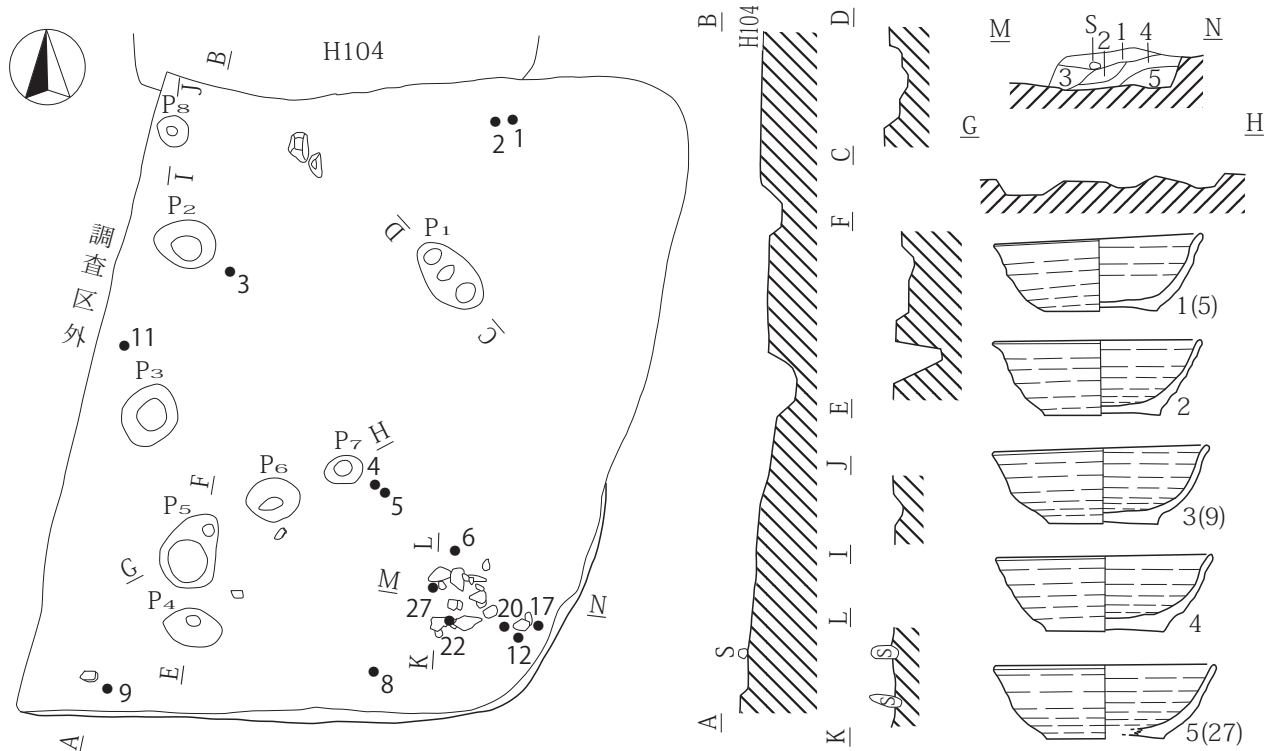 H104
B
J
P8
2
1
I
P2
D
P1
3
調査区外
C
11
P3
H
P7
4
5
F
P6
P5
L
6
G
M
27
22
20
17
12
N
P4
E
K
9
8
A
B
H104
S
A
D
C
F
E
J
I
L
S
S
K
M
N
S
2
1
4
3
5
G
H
1(5)
2
3(9)
4
5(27)